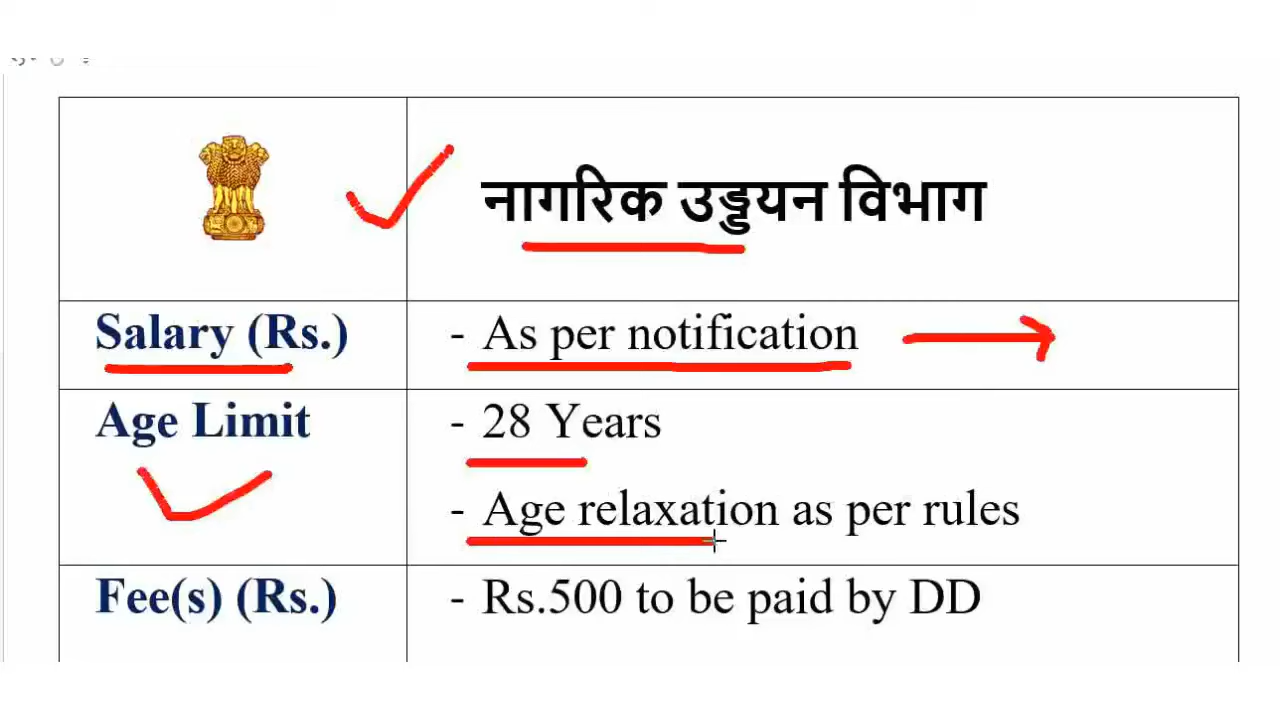 नागरिक उड्डयन विभाग
Salary (Rs.)
- As per notification
Age Limit
- 28 Years
- Age relaxation as per rules
Fee(s) (Rs.)
- Rs.500 to be paid by DD